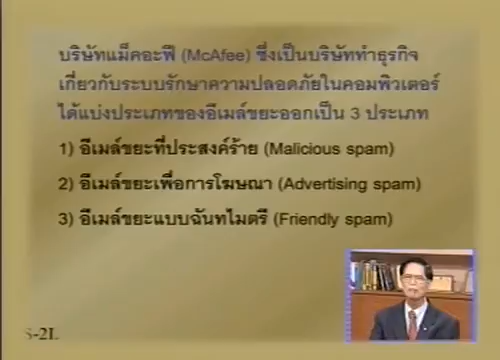 บริษัทแม็คอะฟี (McAfee) ซึ่งเป็นบริษัททำธุรกิจ
เกี่ยวกับระบบรักษาความปลอดภัยในคอมพิวเตอร์
ได้แบ่งประเภทของอีเมล์ขยะออกเป็น 3 ประเภท
1) อีเมล์ขยะที่ประสงค์ร้าย (Malicious spam)
2) อีเมล์ขยะเพื่อการโฆษณา (Advertising spam)
3) อีเมล์ขยะแบบฉันทไมตรี (Friendly spam)
S-2L